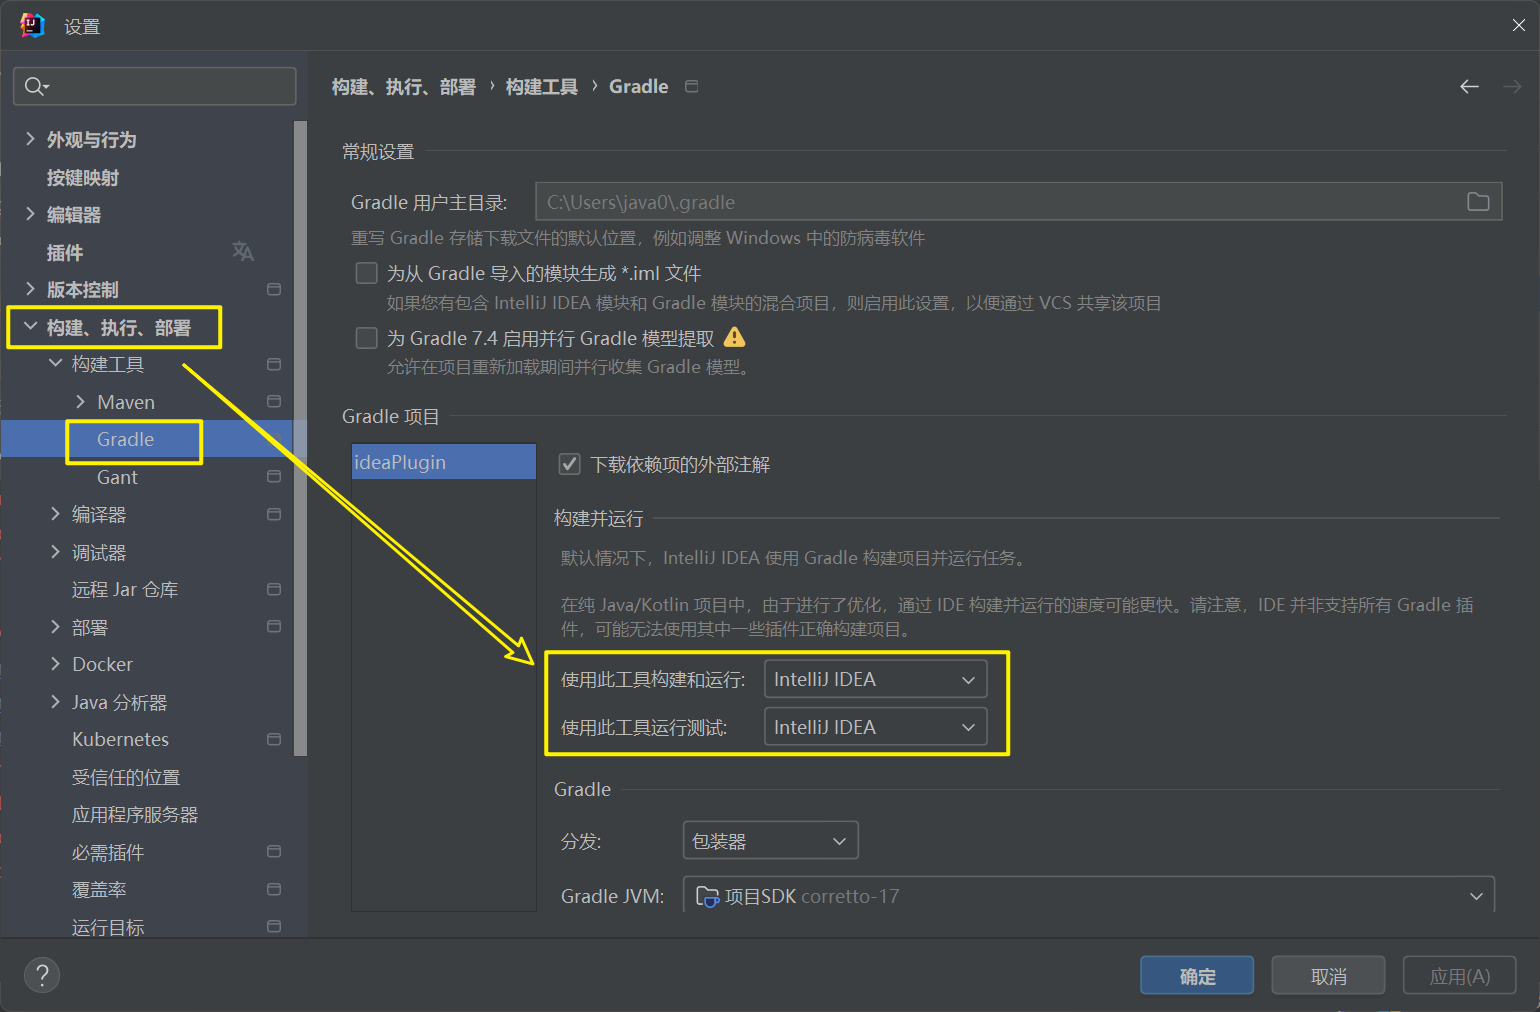 设置
构建、执行、部署 › 构建工具 › Gradle
外观与行为
按键映射
编辑器
插件
版本控制
构建、执行、部署
构建工具
Maven
Gradle
Gant
编译器
调试器
远程 Jar 仓库
部署
Docker
Java 分析器
Kubernetes
受信任的位置
应用程序服务器
必需插件
覆盖率
运行目标
常规设置
Gradle 用户主目录: C:\Users\java0\.gradle
重写 Gradle 存储下载文件的默认位置，例如调整 Windows 中的防病毒软件
为从 Gradle 导入的模块生成 *.iml 文件
如果您有包含 IntelliJ IDEA 模块和 Gradle 模块的混合项目，则启用此设置，以便通过 VCS 共享该项目
为 Gradle 7.4 启用并行 Gradle 模型提取
允许在项目重新加载期间并行收集 Gradle 模型。
Gradle 项目
ideaPlugin
下载依赖项的外部注解
构建并运行
默认情况下，IntelliJ IDEA 使用 Gradle 构建项目并运行任务。
在纯 Java/Kotlin 项目中，由于进行了优化，通过 IDE 构建并运行的速度可能更快。请注意，IDE 并非支持所有 Gradle 插
件，可能无法使用其中一些插件正确构建项目。
使用此工具构建和运行: IntelliJ IDEA
使用此工具运行测试: IntelliJ IDEA
Gradle
分发: 包装器
Gradle JVM: 项目SDK corretto-17
? 确定 取消 应用(A)